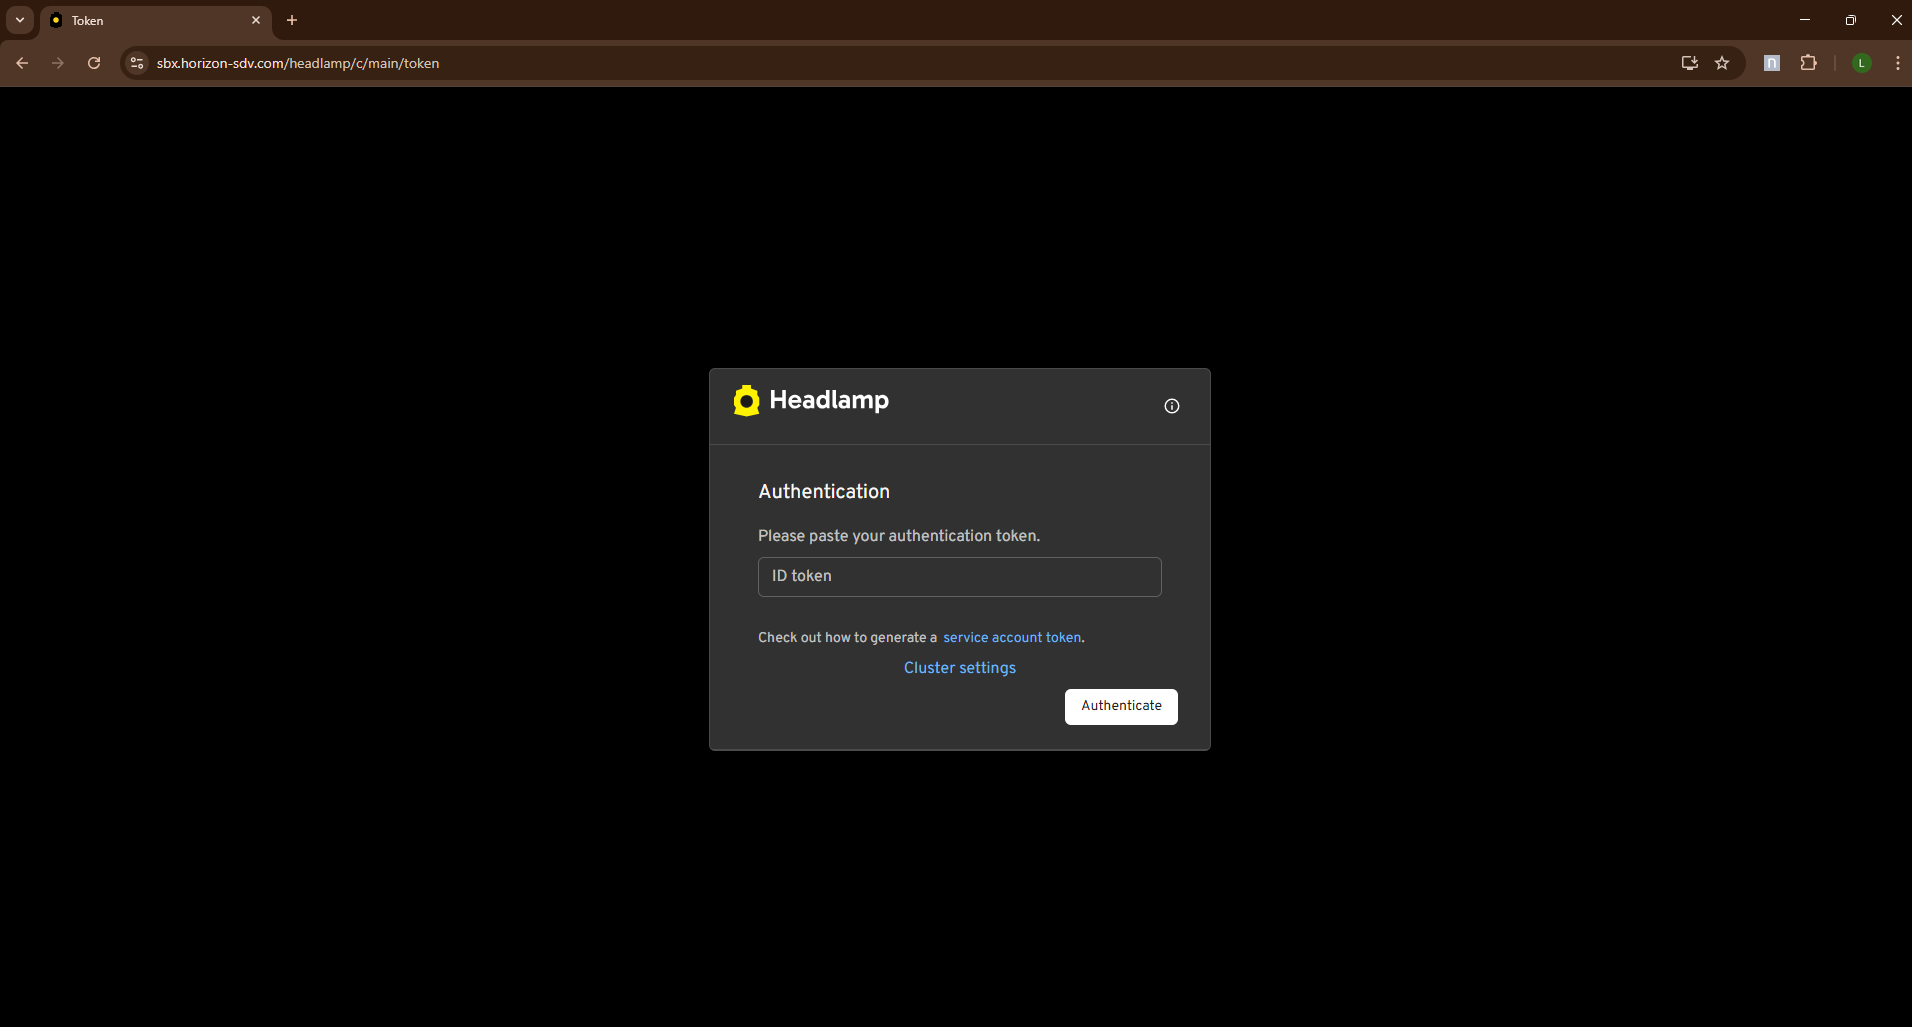 Token
sbx.horizon-sdv.com/headlamp/c/main/token
n
L
Headlamp
Authentication
Please paste your authentication token.
ID token
Check out how to generate a service account token.
Cluster settings
Authenticate